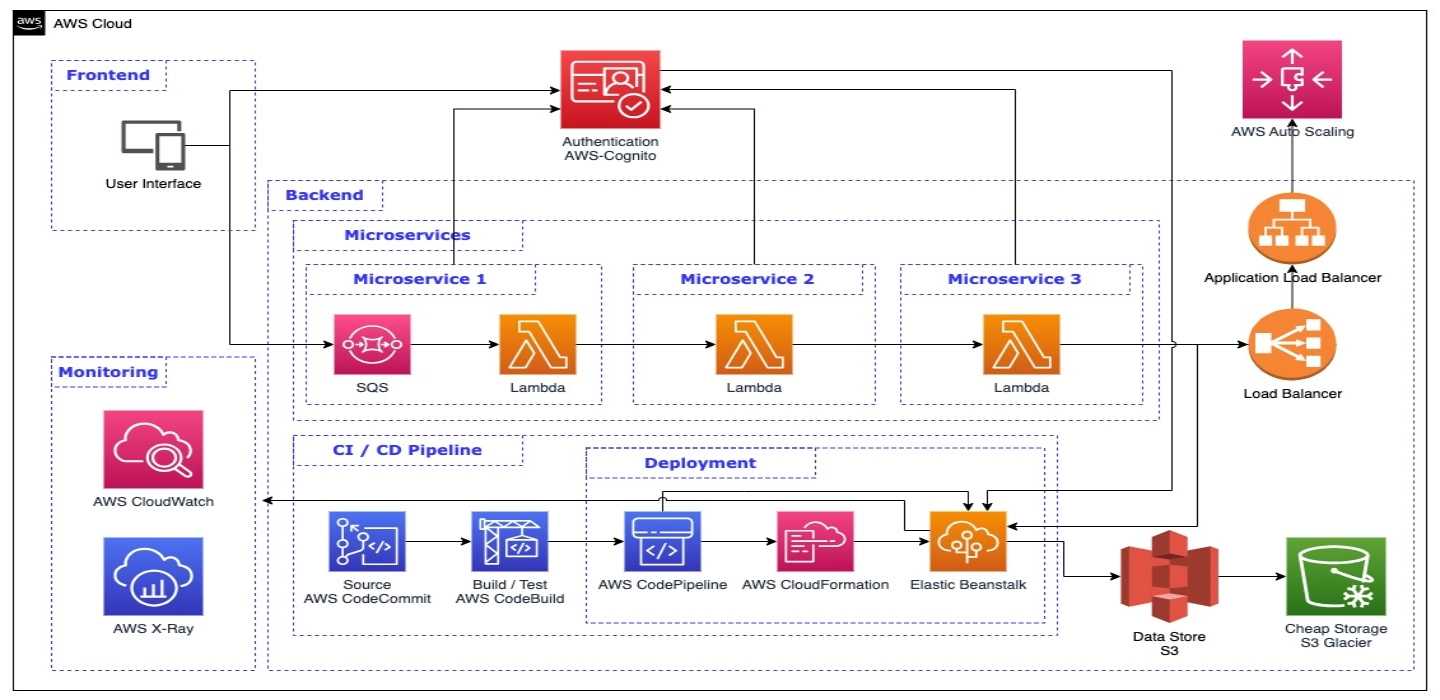 aws
AWS Cloud
Frontend
User Interface
Authentication
AWS-Cognito
AWS Auto Scaling
Backend
Microservices
Application Load Balancer
Microservice 1
Microservice 2
Microservice 3
SQS
Lambda
Lambda
Lambda
Load Balancer
Monitoring
AWS CloudWatch
AWS X-Ray
CI / CD Pipeline
Deployment
Source
AWS CodeCommit
Build / Test
AWS CodeBuild
AWS CodePipeline
AWS CloudFormation
Elastic Beanstalk
Data Store
S3
Cheap Storage
S3 Glacier